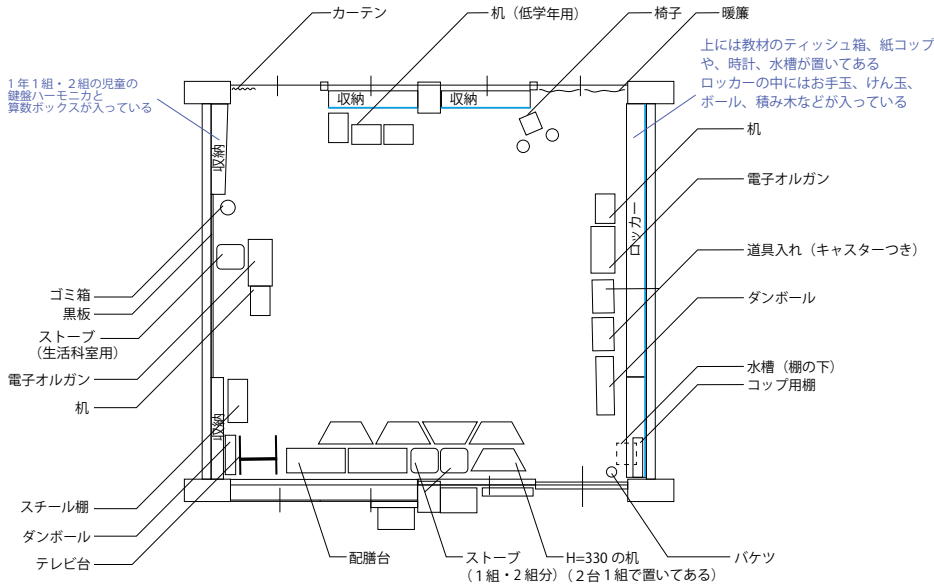 カーテン
机（低学年用）
椅子
暖簾
上には教材のティッシュ箱、紙コップ
や、時計、水槽が置いてある
ロッカーの中にはお手玉、けん玉、
ボール、積み木などが入っている
１年１組・２組の児童の
鍵盤ハーモニカと
算数ボックスが入っている
収納
収納
収納
ロッカー
机
電子オルガン
道具入れ（キャスターつき）
ダンボール
水槽（棚の下）
コップ用棚
ゴミ箱
黒板
ストーブ
（生活科室用）
電子オルガン
机
収納
スチール棚
ダンボール
テレビ台
配膳台
ストーブ
（１組・２組分）
H=330 の机
（２台１組で置いてある）
バケツ